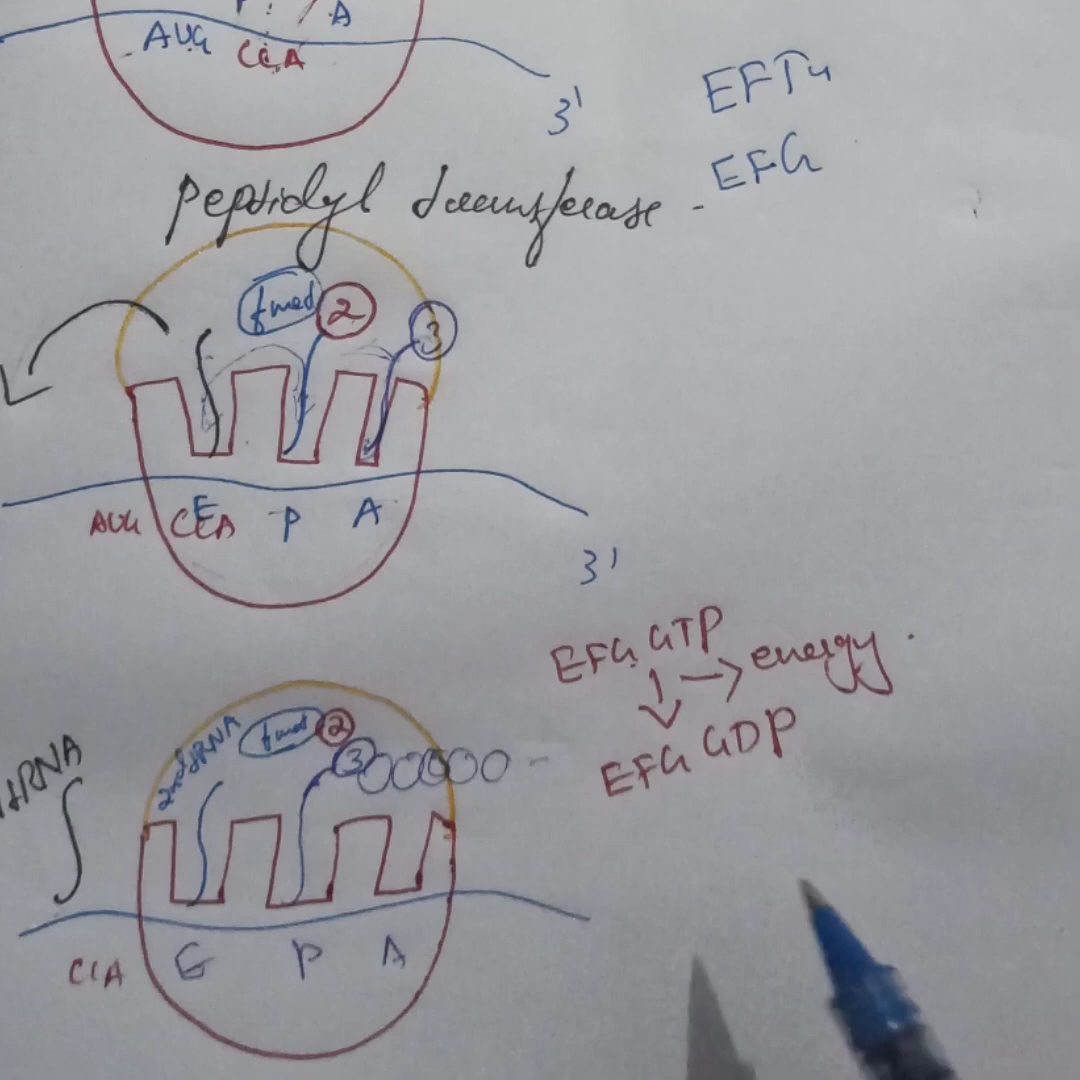 P A
AUG CCA
3'
EFTu
EFG
Peptidyl transferase -
fmet 2 3
E P A
AUG CCA
3'
EFG GTP
→ energy
EFG GDP
tRNA
2nd tRNA fmet 2 3
E P A
CCA